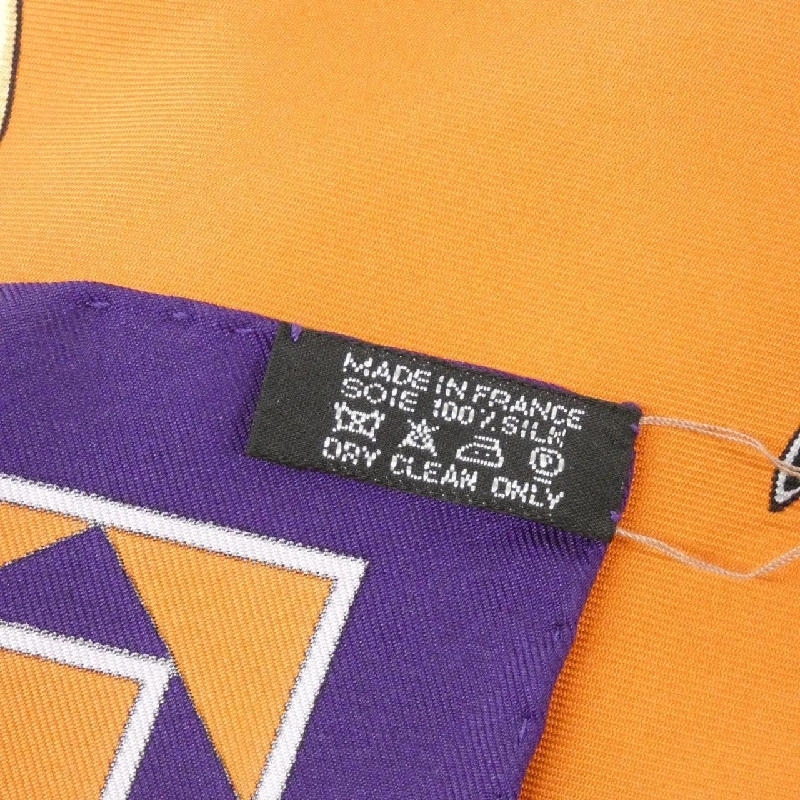 MADE IN FRANCE
SOIE 100% SILK
P
DRY CLEAN ONLY